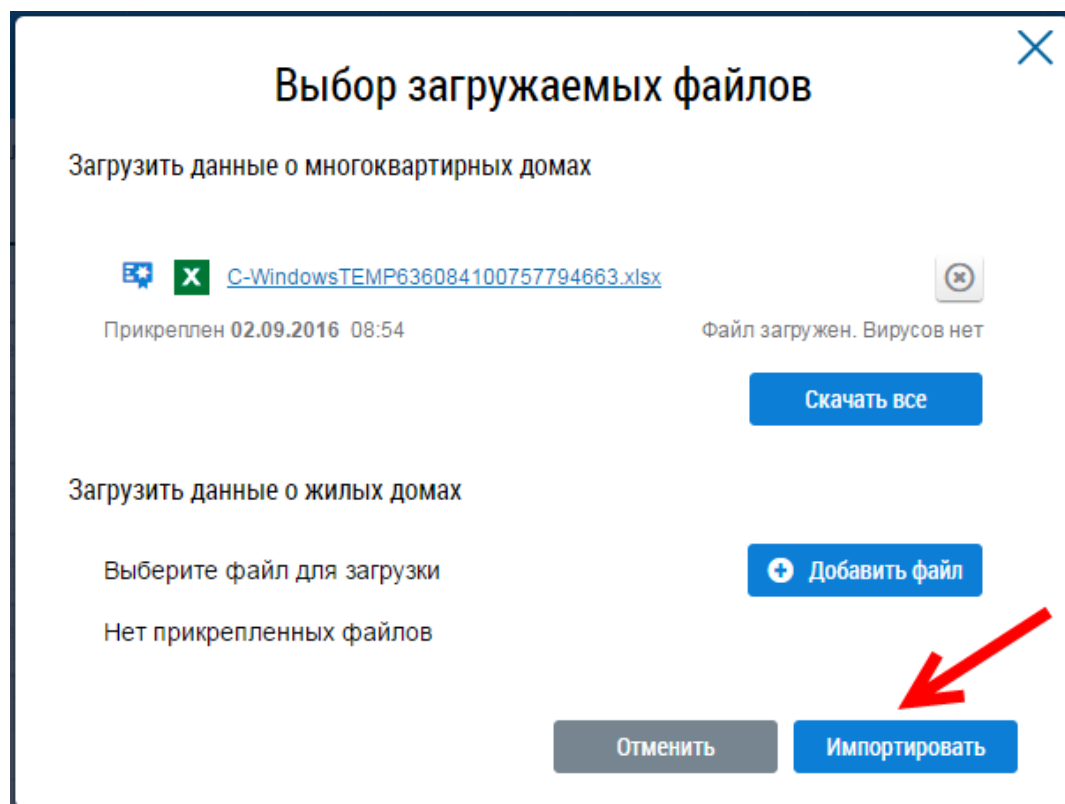 Выбор загружаемых файлов
Загрузить данные о многоквартирных домах
C-WindowsTEMP636084100757794663.xlsx
Прикреплен 02.09.2016 08:54
Файл загружен. Вирусов нет
Скачать все
Загрузить данные о жилых домах
Выберите файл для загрузки
Добавить файл
Нет прикрепленных файлов
Отменить
Импортировать